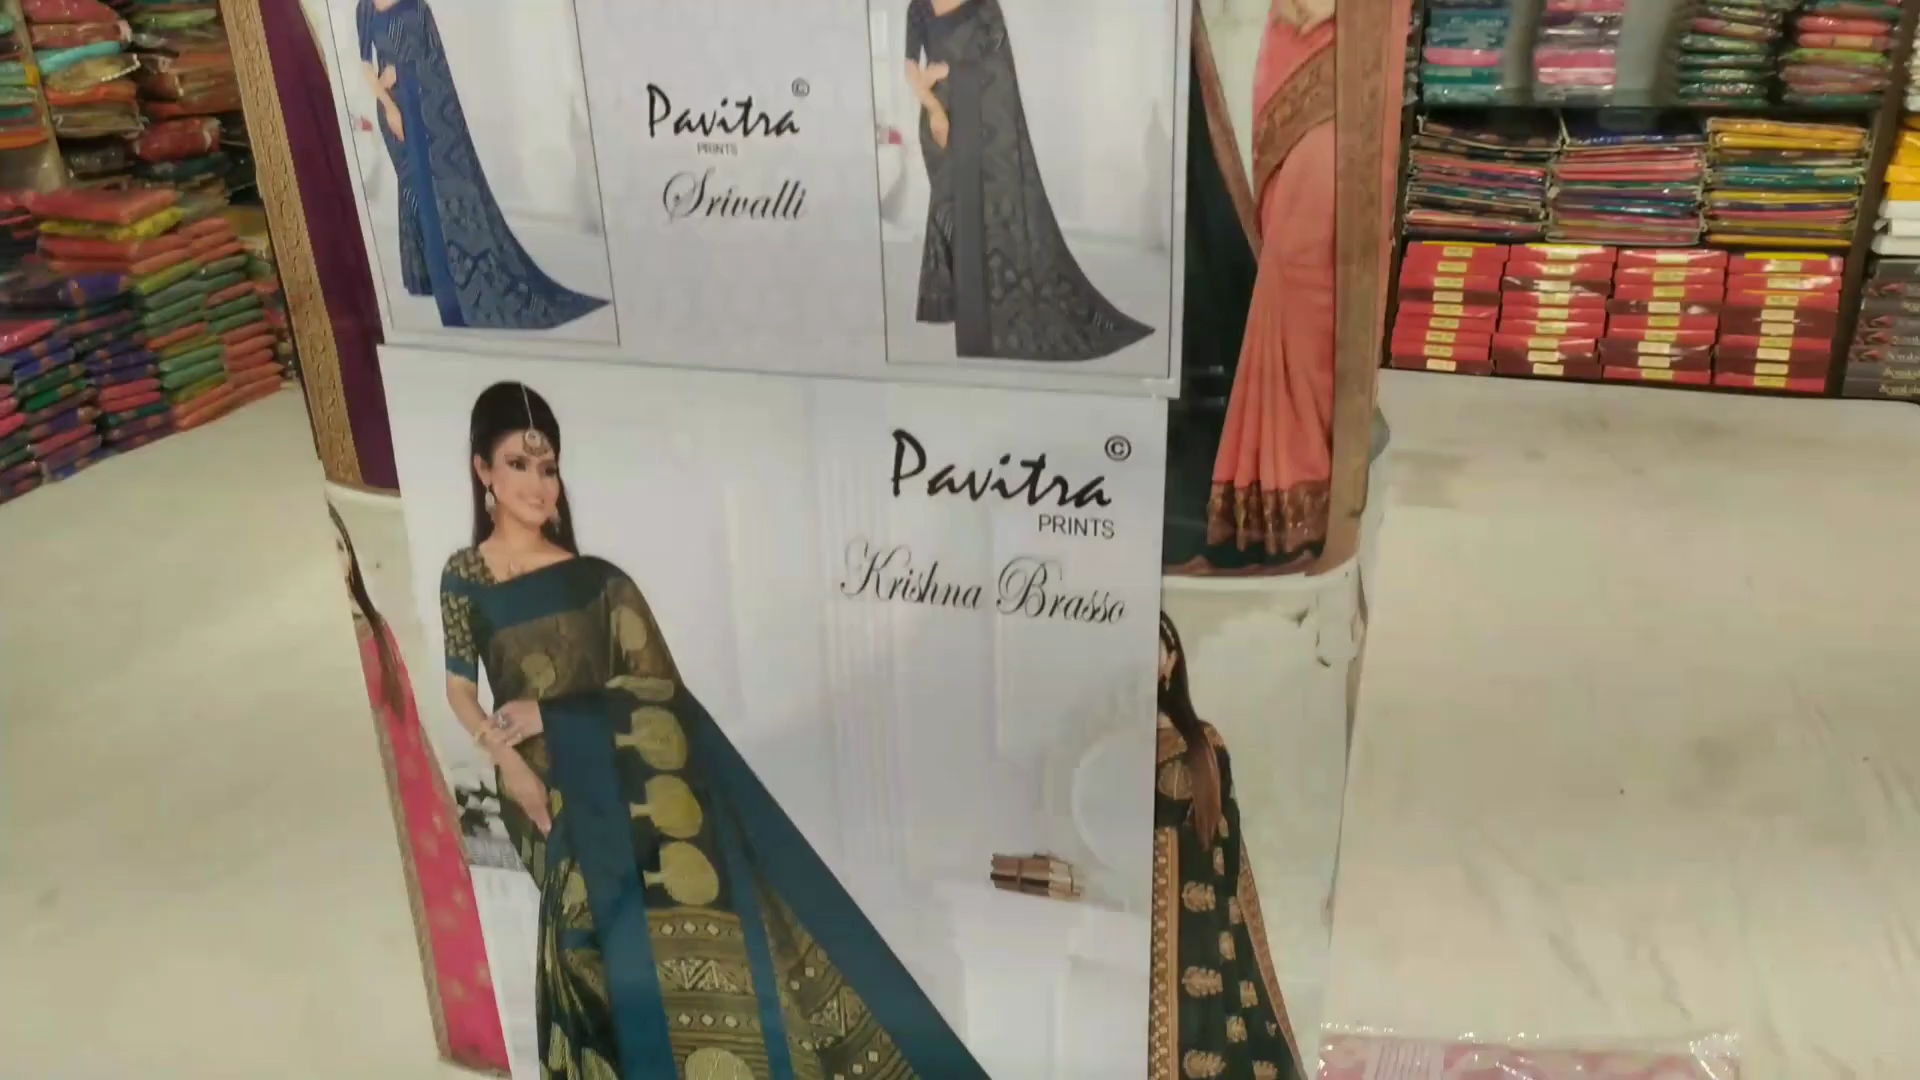 Pavitra©
PRINTS
Srivalli
Pavitra©
PRINTS
Krishna Brasso